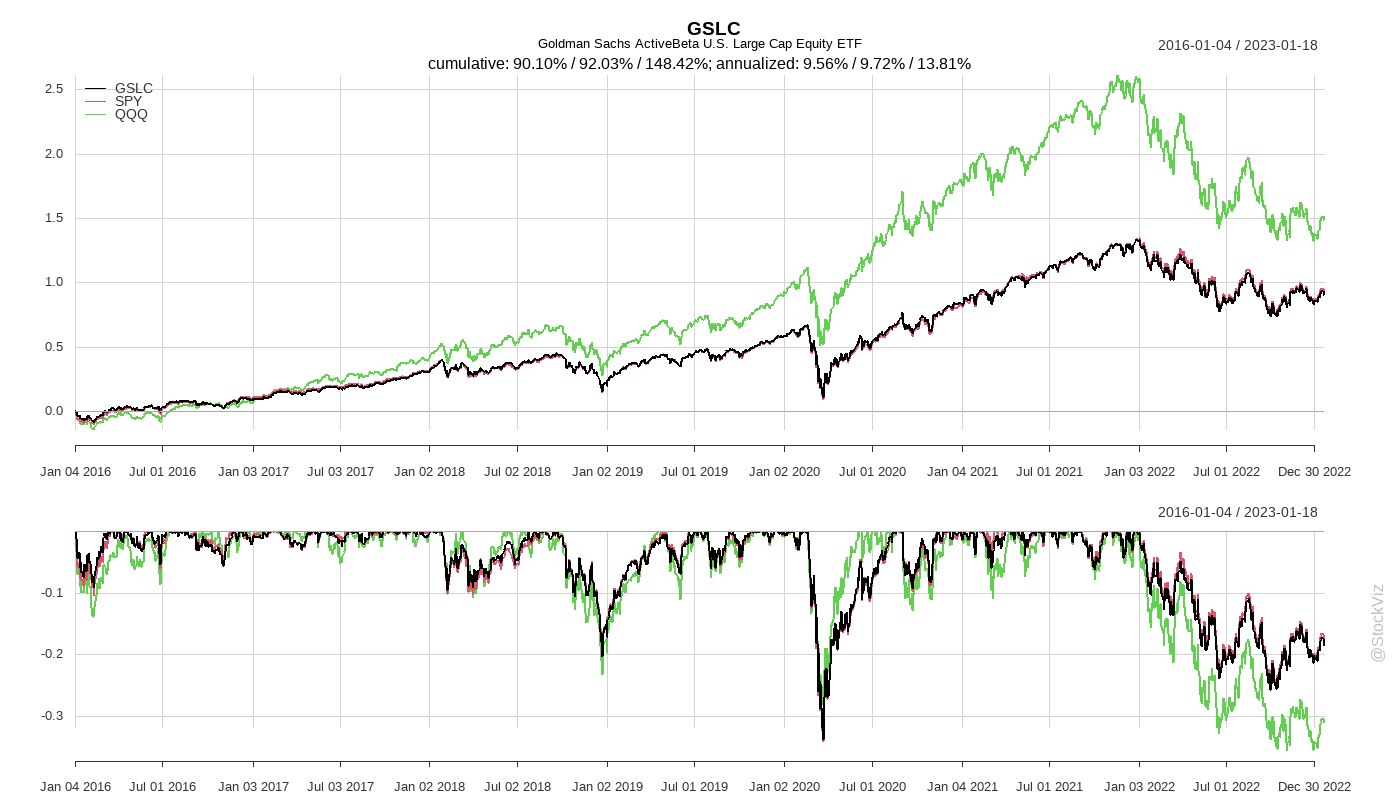 GSLC
Goldman Sachs ActiveBeta U.S. Large Cap Equity ETF
2016-01-04 / 2023-01-18
cumulative: 90.10% / 92.03% / 148.42%; annualized: 9.56% / 9.72% / 13.81%
GSLC
SPY
QQQ
2.5
2.0
1.5
1.0
0.5
0.0
Jan 04 2016 Jul 01 2016 Jan 03 2017 Jul 03 2017 Jan 02 2018 Jul 02 2018 Jan 02 2019 Jul 01 2019 Jan 02 2020 Jul 01 2020 Jan 04 2021 Jul 01 2021 Jan 03 2022 Jul 01 2022 Dec 30 2022
2016-01-04 / 2023-01-18
-0.1
-0.2
-0.3
Jan 04 2016 Jul 01 2016 Jan 03 2017 Jul 03 2017 Jan 02 2018 Jul 02 2018 Jan 02 2019 Jul 01 2019 Jan 02 2020 Jul 01 2020 Jan 04 2021 Jul 01 2021 Jan 03 2022 Jul 01 2022 Dec 30 2022
@StockViz